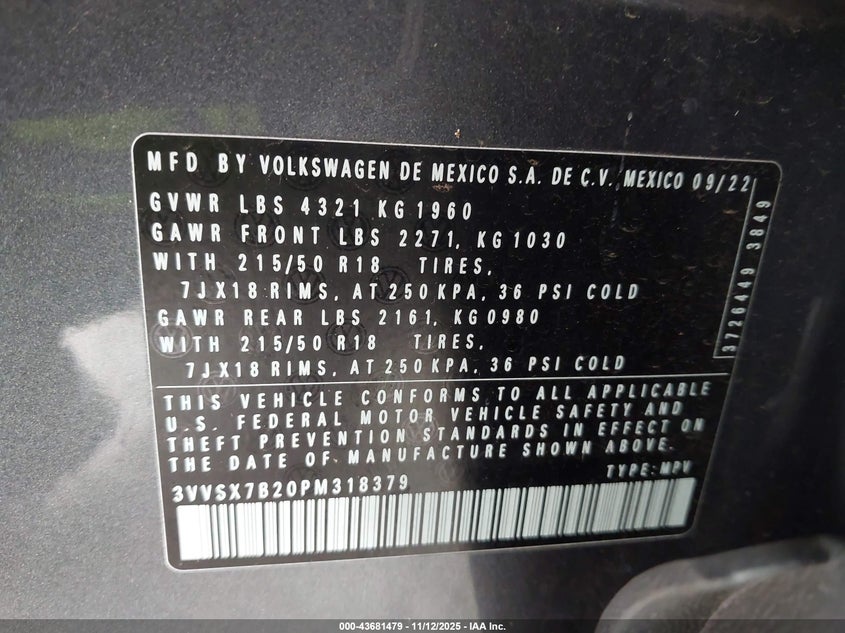 MFD BY VOLKSWAGEN DE MEXICO S.A. DE C.V. MEXICO 09/22
GVWR LBS 4321 KG 1960
GAWR FRONT LBS 2271, KG 1030
WITH 215/50 R18 TIRES,
7JX18 RIMS, AT 250 KPA, 36 PSI COLD
GAWR REAR LBS 2161, KG 0980
WITH 215/50 R18 TIRES,
7JX18 RIMS, AT 250 KPA, 36 PSI COLD
3726449 3849
THIS VEHICLE CONFORMS TO ALL APPLICABLE
U.S. FEDERAL MOTOR VEHICLE SAFETY AND
THEFT PREVENTION STANDARDS IN EFFECT ON
THE DATE OF MANUFACTURE SHOWN ABOVE.
3VVSX7B20PM318379 TYPE: MPV
000-43681479 - 11/12/2025 - IAA Inc.